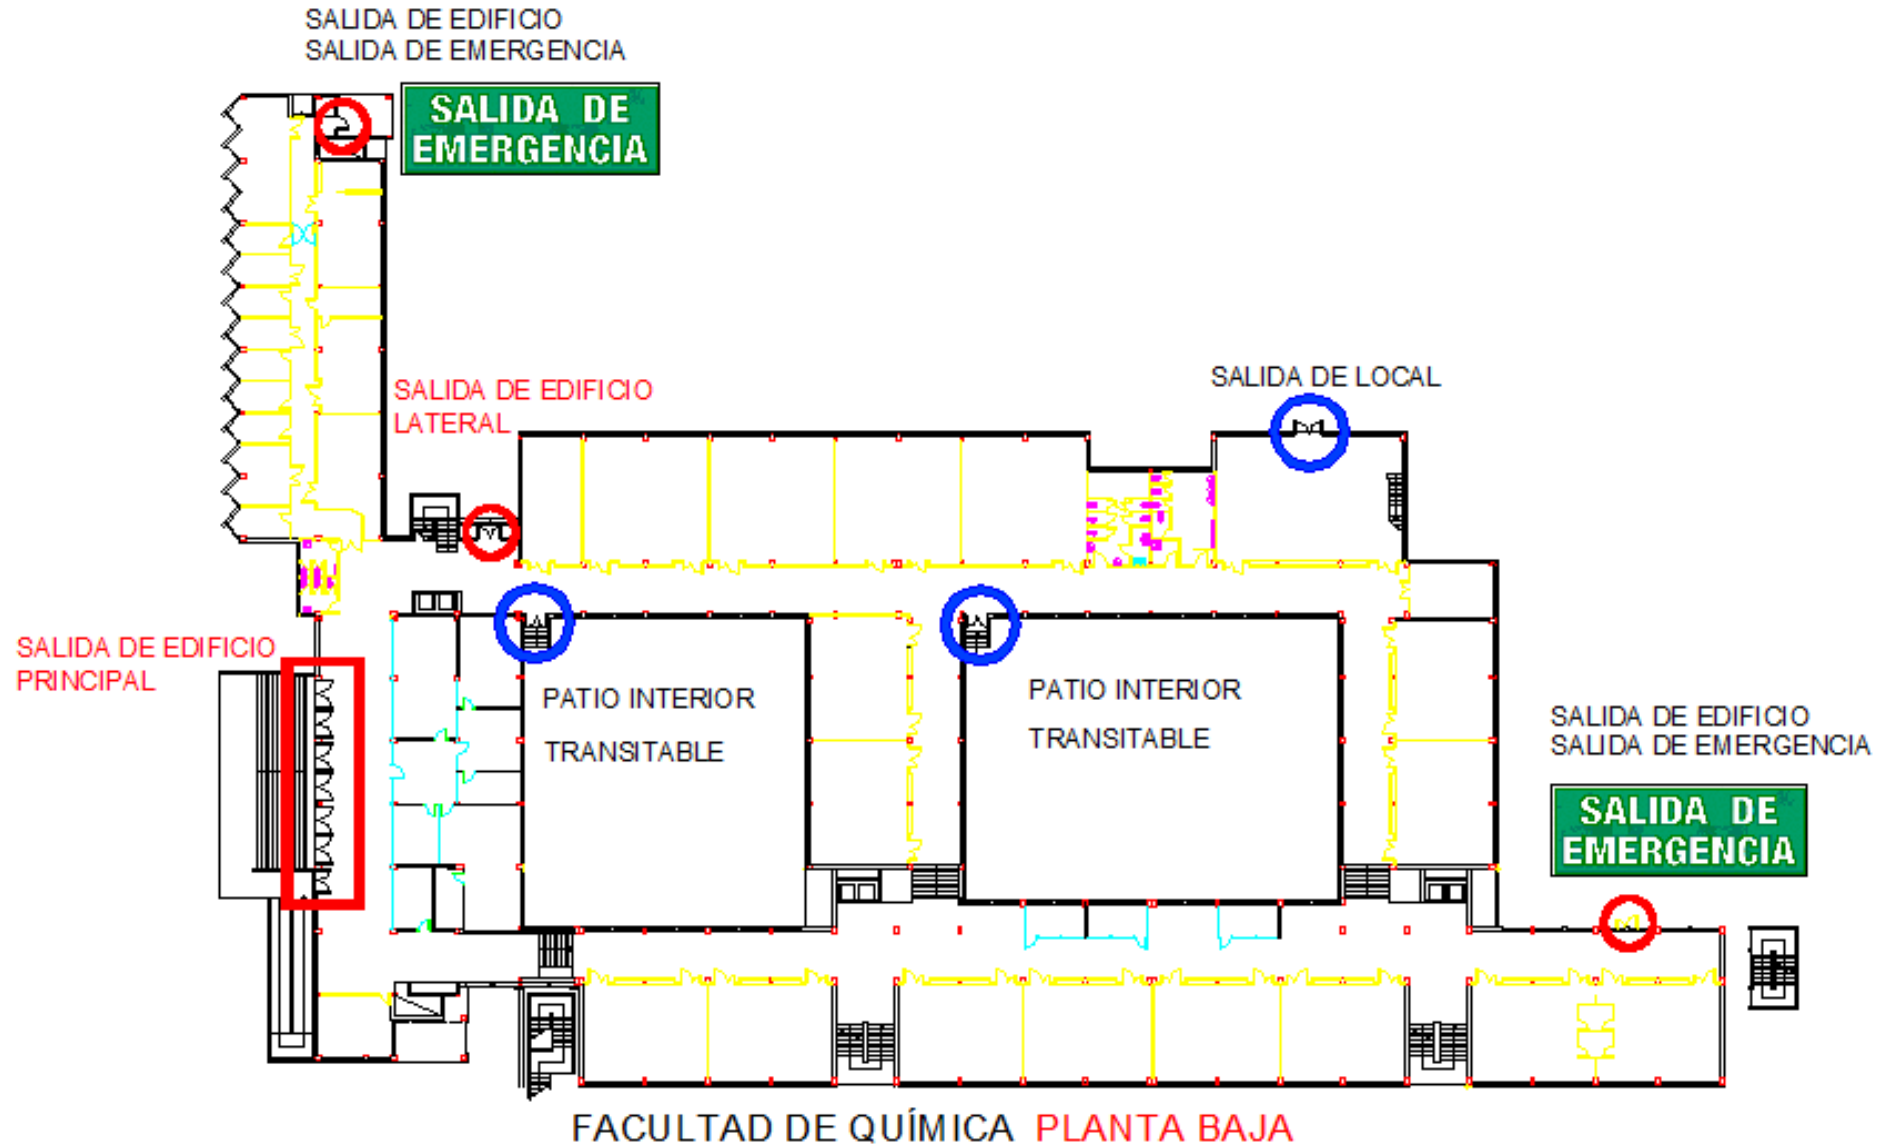 SALIDA DE EDIFICIO
SALIDA DE EMERGENCIA
SALIDA DE
EMERGENCIA
SALIDA DE EDIFICIO
LATERAL
SALIDA DE LOCAL
SALIDA DE EDIFICIO
PRINCIPAL
PATIO INTERIOR
TRANSITABLE
PATIO INTERIOR
TRANSITABLE
SALIDA DE EDIFICIO
SALIDA DE EMERGENCIA
SALIDA DE
EMERGENCIA
FACULTAD DE QUÍMICA PLANTA BAJA